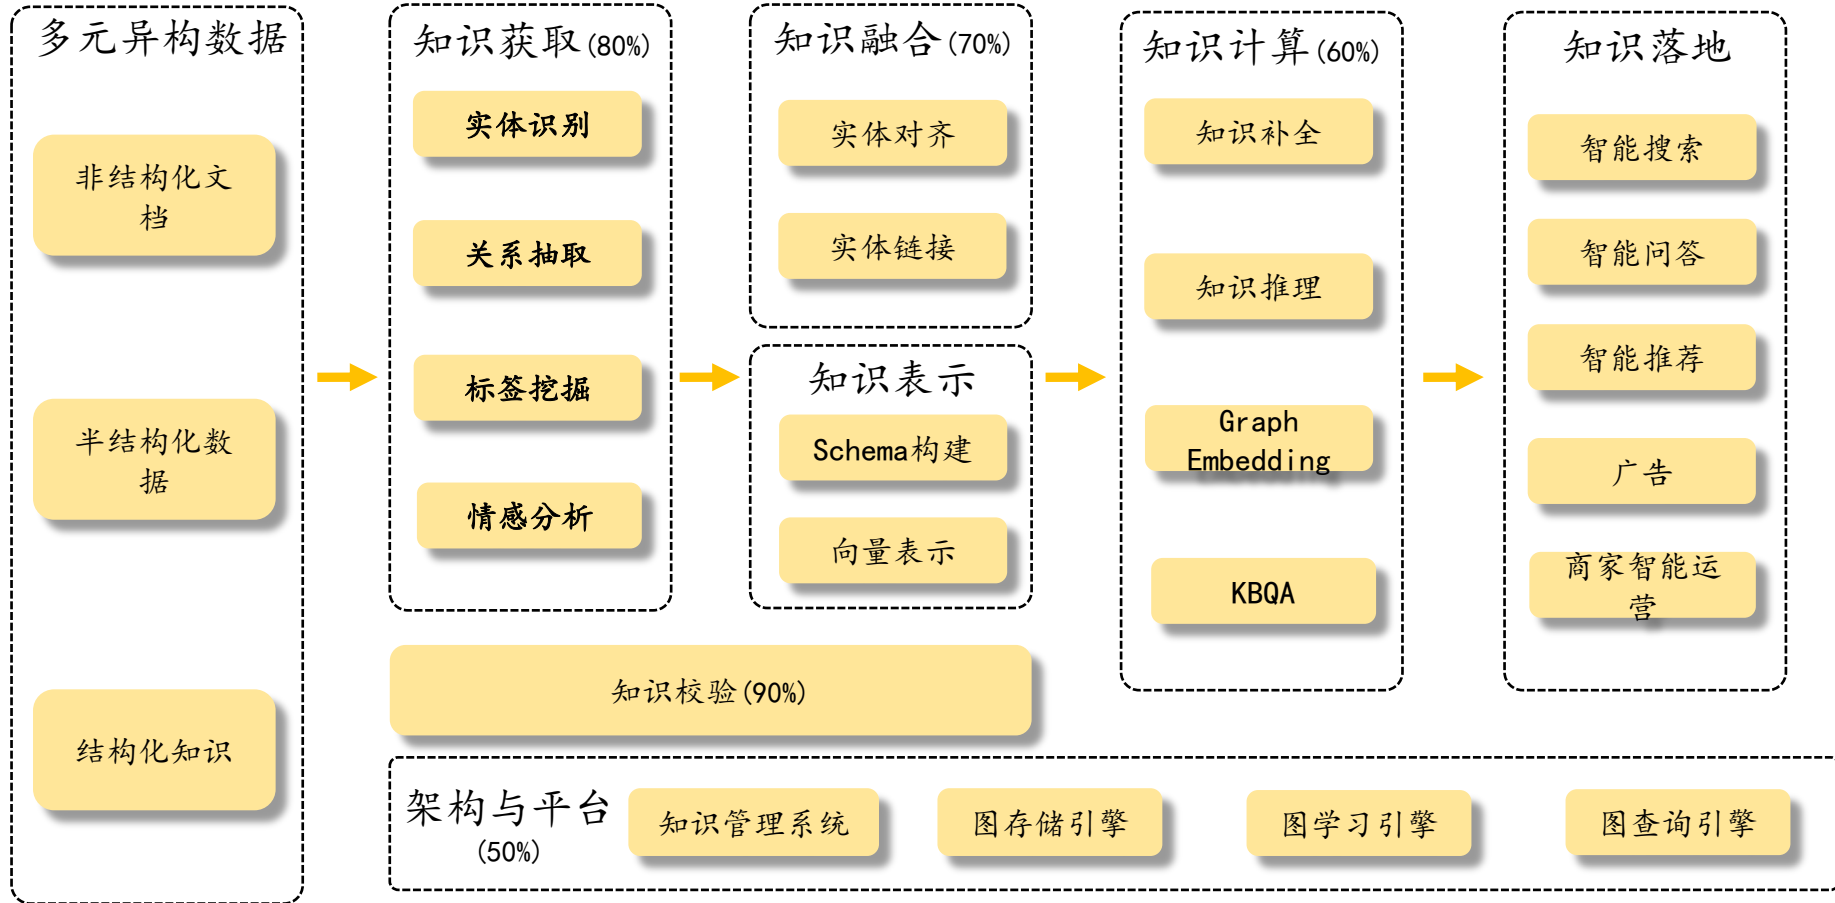 多元异构数据
非结构化文
档
半结构化数
据
结构化知识
知识获取(80%)
实体识别
关系抽取
标签挖掘
情感分析
知识融合(70%)
实体对齐
实体链接
知识表示
Schema构建
向量表示
知识校验(90%)
知识计算(60%)
知识补全
知识推理
Graph
Embedding
KBQA
知识落地
智能搜索
智能问答
智能推荐
广告
商家智能运
营
架构与平台
(50%)
知识管理系统
图存储引擎
图学习引擎
图查询引擎